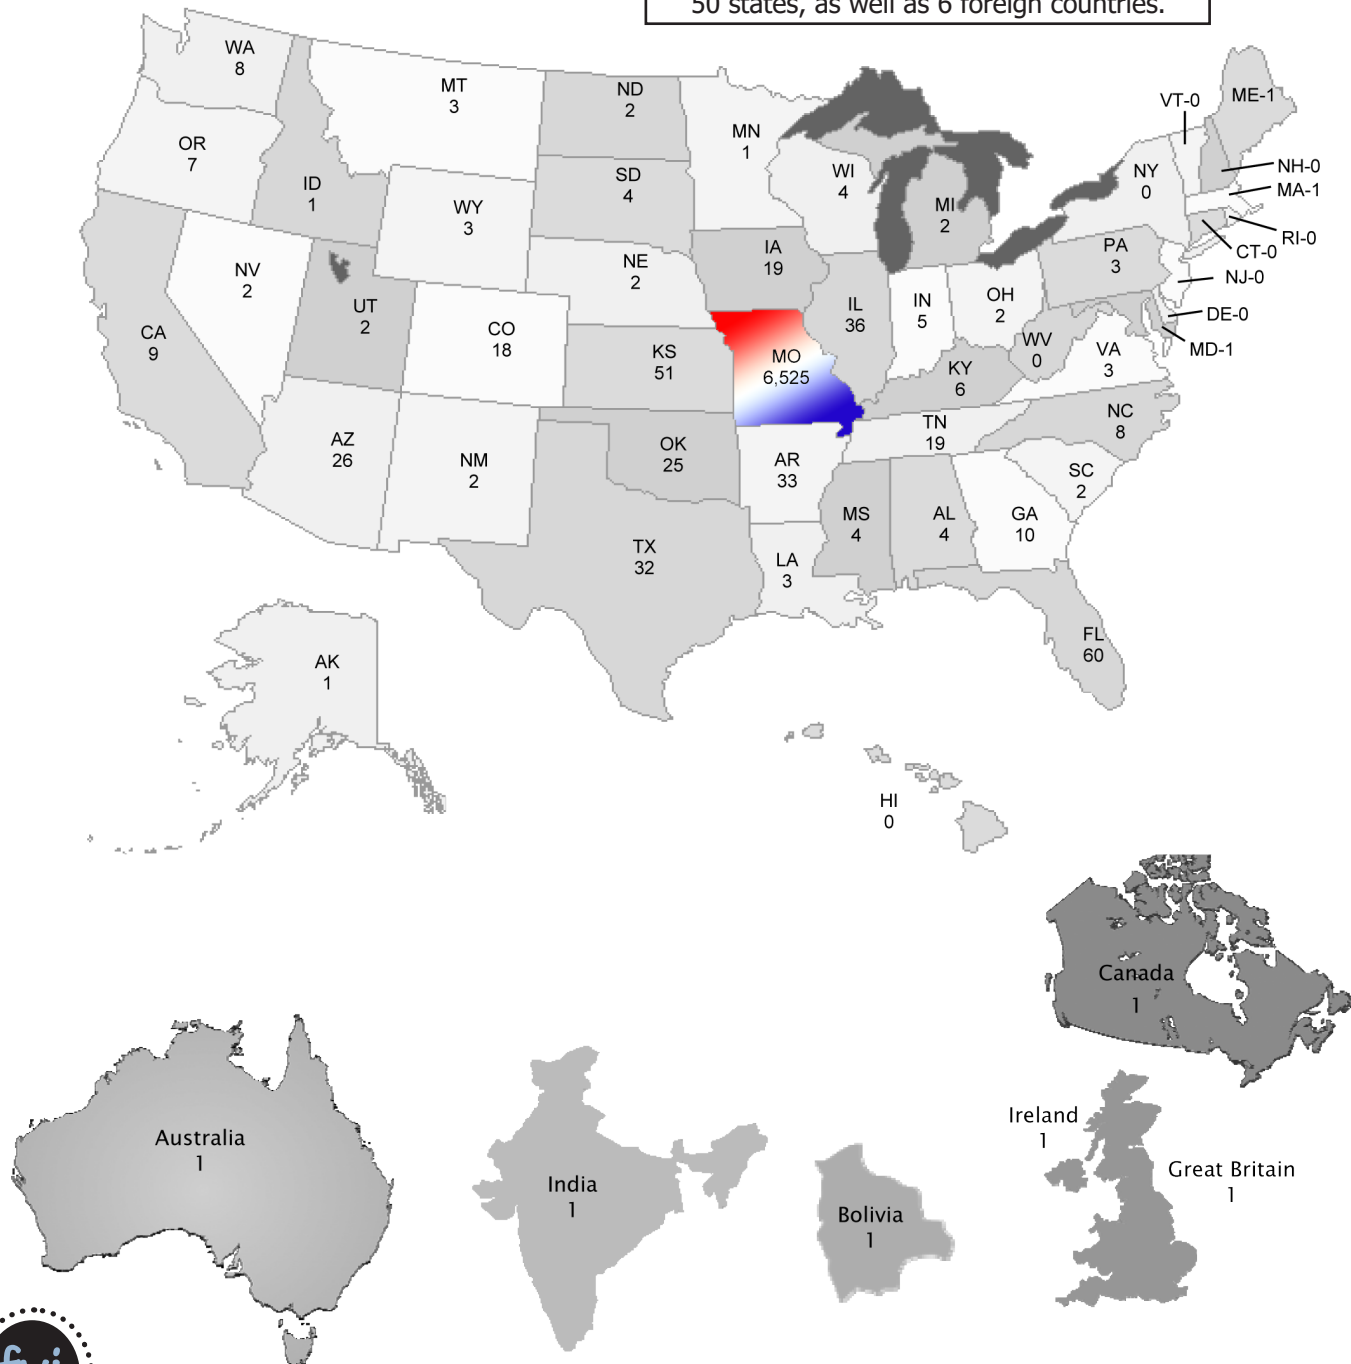 50 states, as well as 6 foreign countries.
WA
8
MT
3
ND
2
MN
1
VT-0
ME-1
OR
7
ID
1
SD
4
WI
4
MI
2
NY
0
NH-0
MA-1
WY
3
RI-0
CT-0
NV
2
UT
2
NE
2
IA
19
PA
3
NJ-0
CA
9
CO
18
KS
51
MO
6,525
IL
36
IN
5
OH
2
WV
0
DE-0
MD-1
KY
6
VA
3
AZ
26
NM
2
OK
25
AR
33
TN
19
NC
8
SC
2
TX
32
LA
3
MS
4
AL
4
GA
10
FL
60
AK
1
HI
0
Canada
1
Australia
1
India
1
Bolivia
1
Ireland
1
Great Britain
1